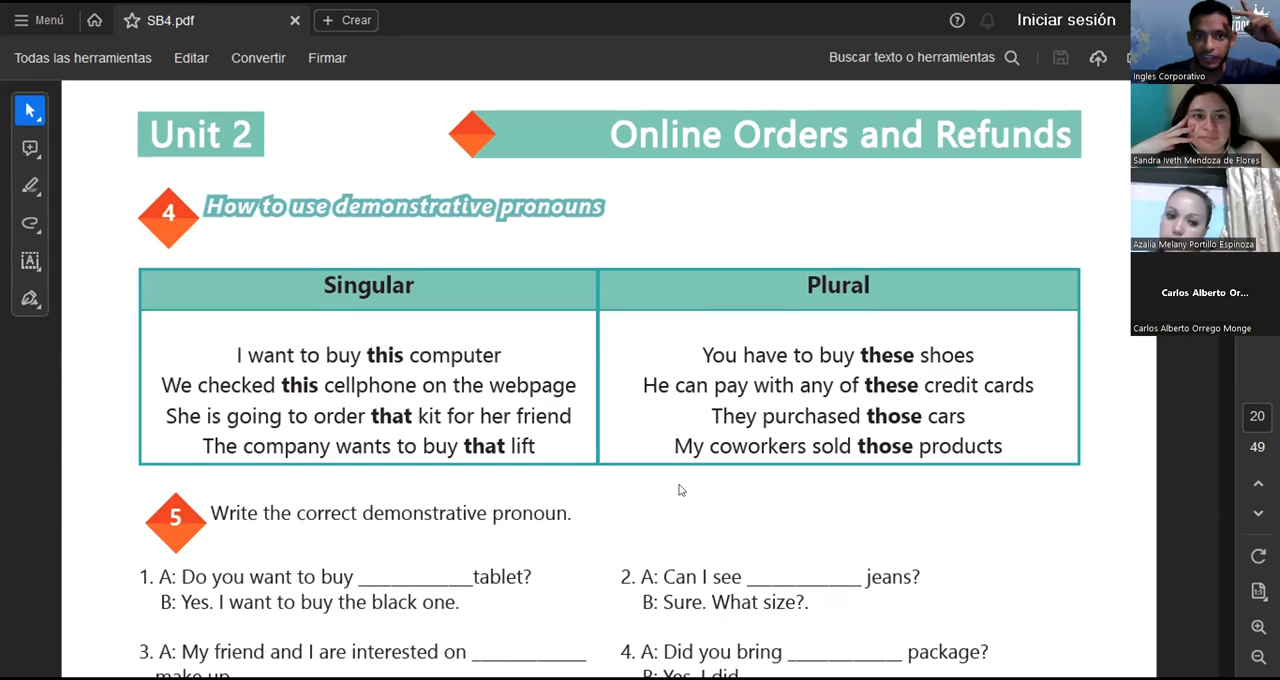 Menú
SB4.pdf
Crear
Iniciar sesión
Todas las herramientas
Editar
Convertir
Firmar
Buscar texto o herramientas
Unit 2
Online Orders and Refunds
4
How to use demonstrative pronouns
Singular
Plural
I want to buy this computer
We checked this cellphone on the webpage
She is going to order that kit for her friend
The company wants to buy that lift
You have to buy these shoes
He can pay with any of these credit cards
They purchased those cars
My coworkers sold those products
5
Write the correct demonstrative pronoun.
1. A: Do you want to buy ____________tablet?
B: Yes. I want to buy the black one.
2. A: Can I see ____________ jeans?
B: Sure. What size?.
3. A: My friend and I are interested on ____________
make up.
4. A: Did you bring ____________ package?
B: Yes. I did.
Ingles Corporativo
Sandra Iveth Mendoza de Flores
Azalia Melany Portillo Espinoza
Carlos Alberto Or...
Carlos Alberto Orrego Monge
20
49